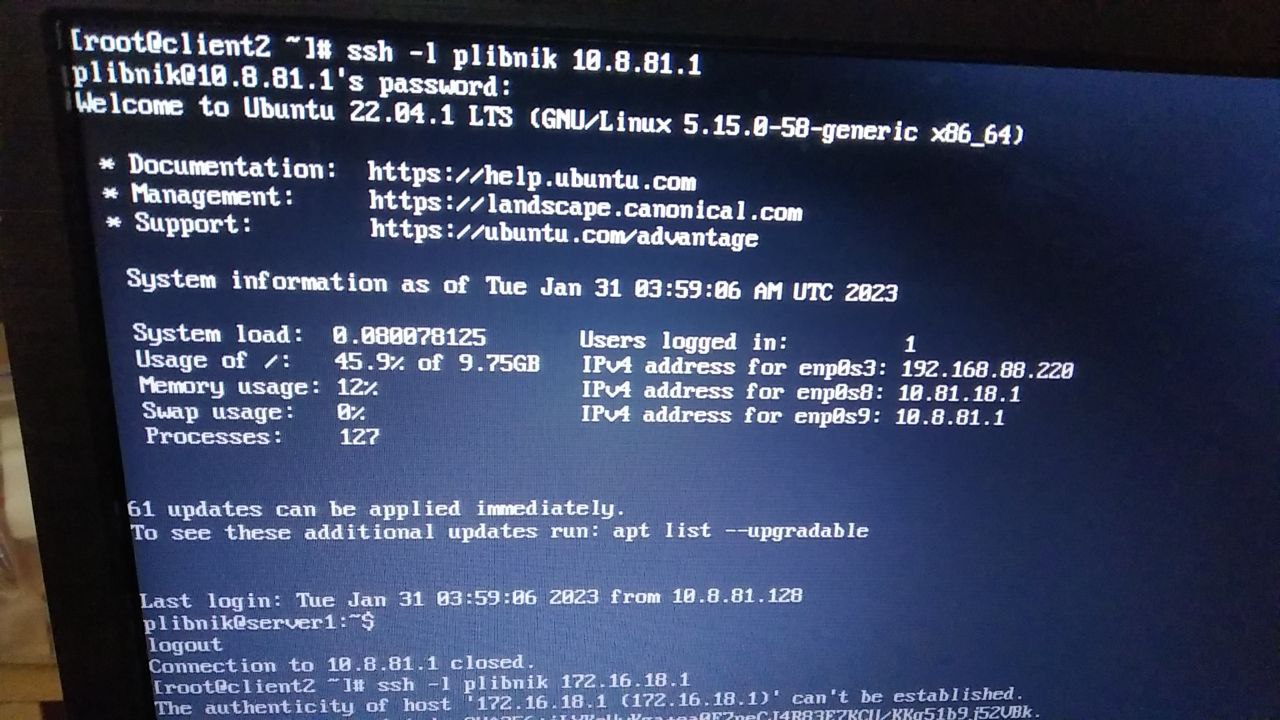 [root@client2 ~]# ssh -l plibnik 10.8.81.1
plibnik@10.8.81.1's password:
Welcome to Ubuntu 22.04.1 LTS (GNU/Linux 5.15.0-58-generic x86_64)
* Documentation: https://help.ubuntu.com
* Management: https://landscape.canonical.com
* Support: https://ubuntu.com/advantage
System information as of Tue Jan 31 03:59:06 AM UTC 2023
System load: 0.080078125 Users logged in: 1
Usage of /: 45.9% of 9.75GB IPv4 address for enp0s3: 192.168.88.220
Memory usage: 12% IPv4 address for enp0s8: 10.81.18.1
Swap usage: 0% IPv4 address for enp0s9: 10.8.81.1
Processes: 127
61 updates can be applied immediately.
To see these additional updates run: apt list --upgradable
Last login: Tue Jan 31 03:59:06 2023 from 10.8.81.128
plibnik@server1:~$
logout
Connection to 10.8.81.1 closed.
[root@client2 ~]# ssh -l plibnik 172.16.18.1
The authenticity of host '172.16.18.1 (172.16.18.1)' can't be established.